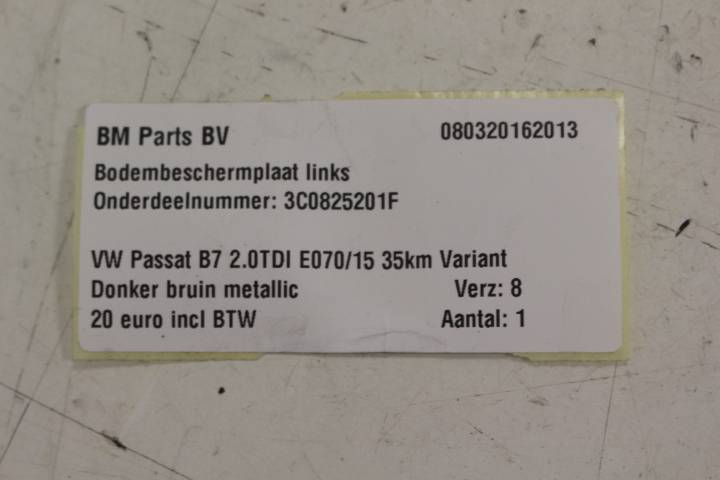 BM Parts BV 080320162013
Bodembeschermplaat links
Onderdeelnummer: 3C0825201F
VW Passat B7 2.0TDI E070/15 35km Variant
Donker bruin metallic Verz: 8
20 euro incl BTW Aantal: 1